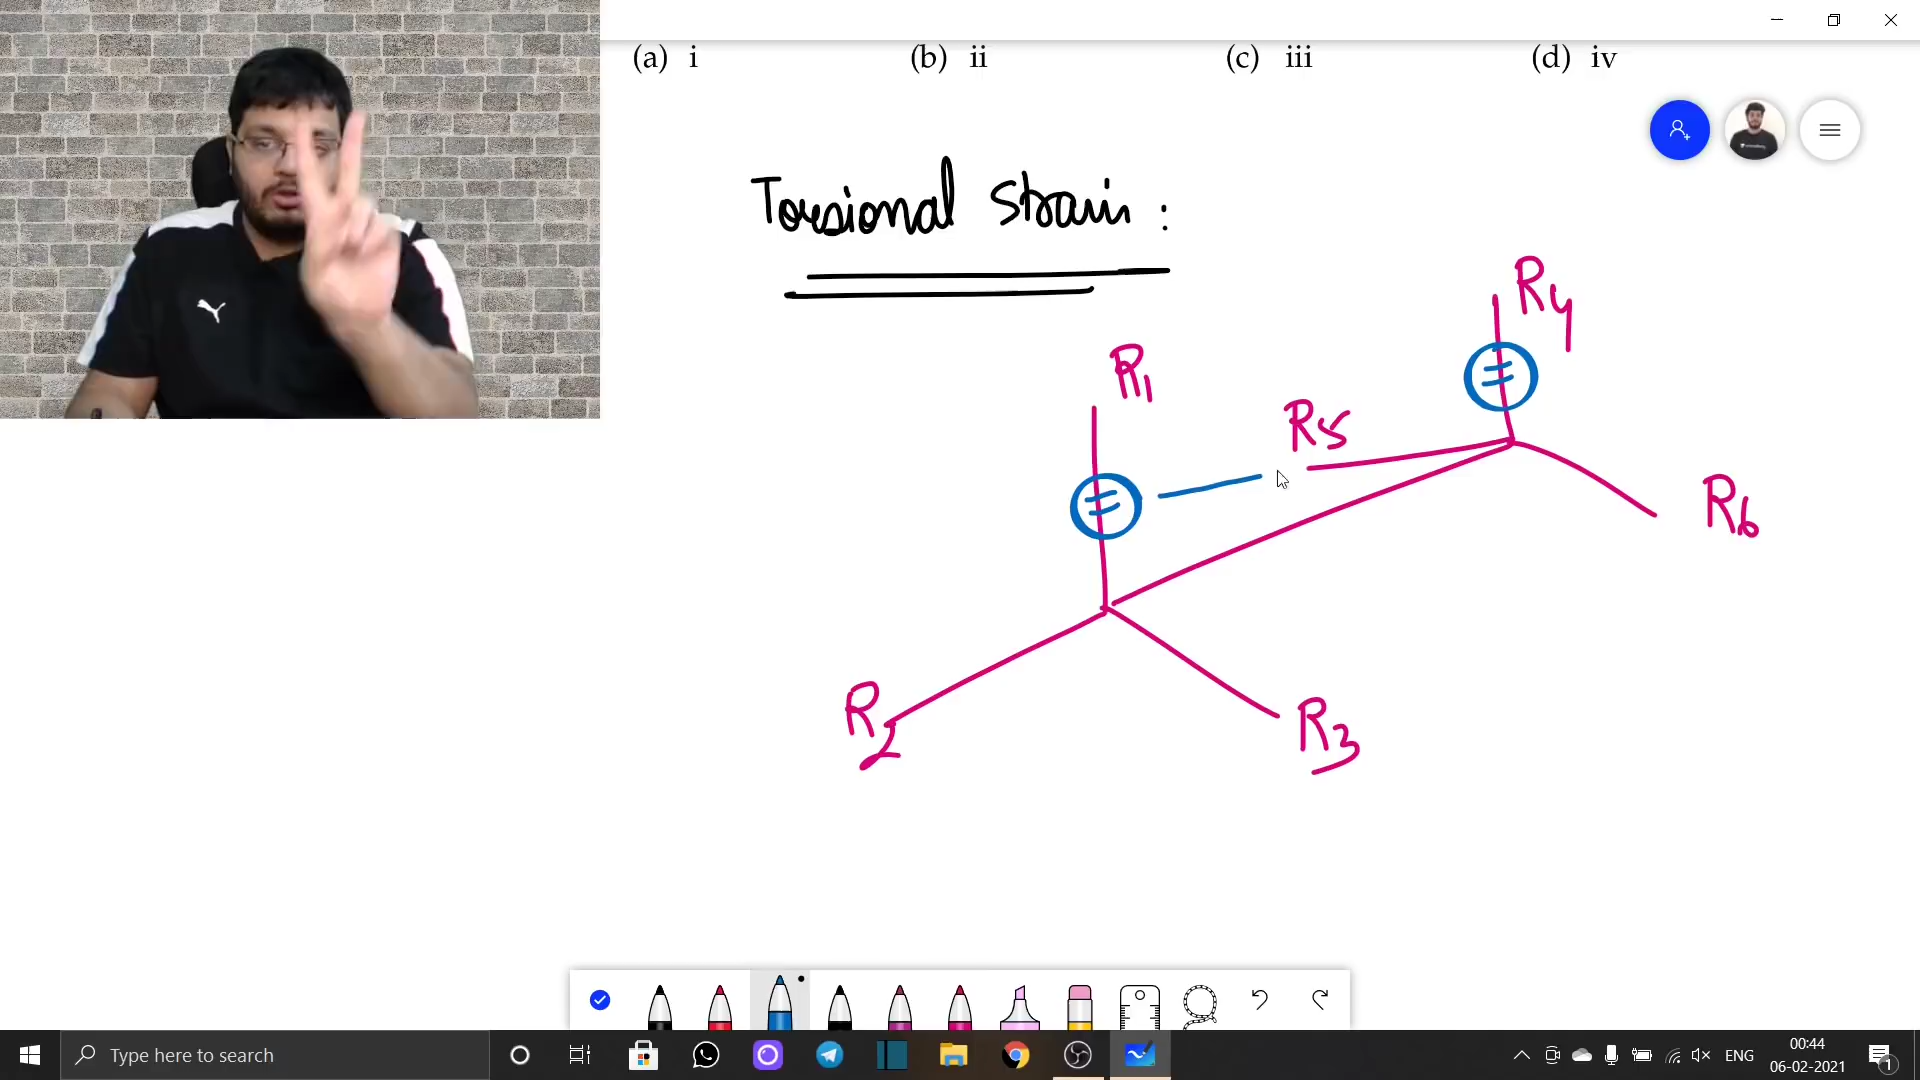 (a) i (b) ii (c) iii (d) iv
Torsional Strain :
R4
R1
R5
R6
R2
R3
Type here to search
ENG
00:44
06-02-2021
1